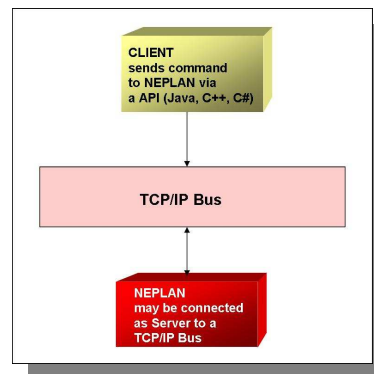 CLIENT
sends command
to NEPLAN via
a API (Java, C++, C#)
TCP/IP Bus
NEPLAN
may be connected
as Server to a
TCP/IP Bus